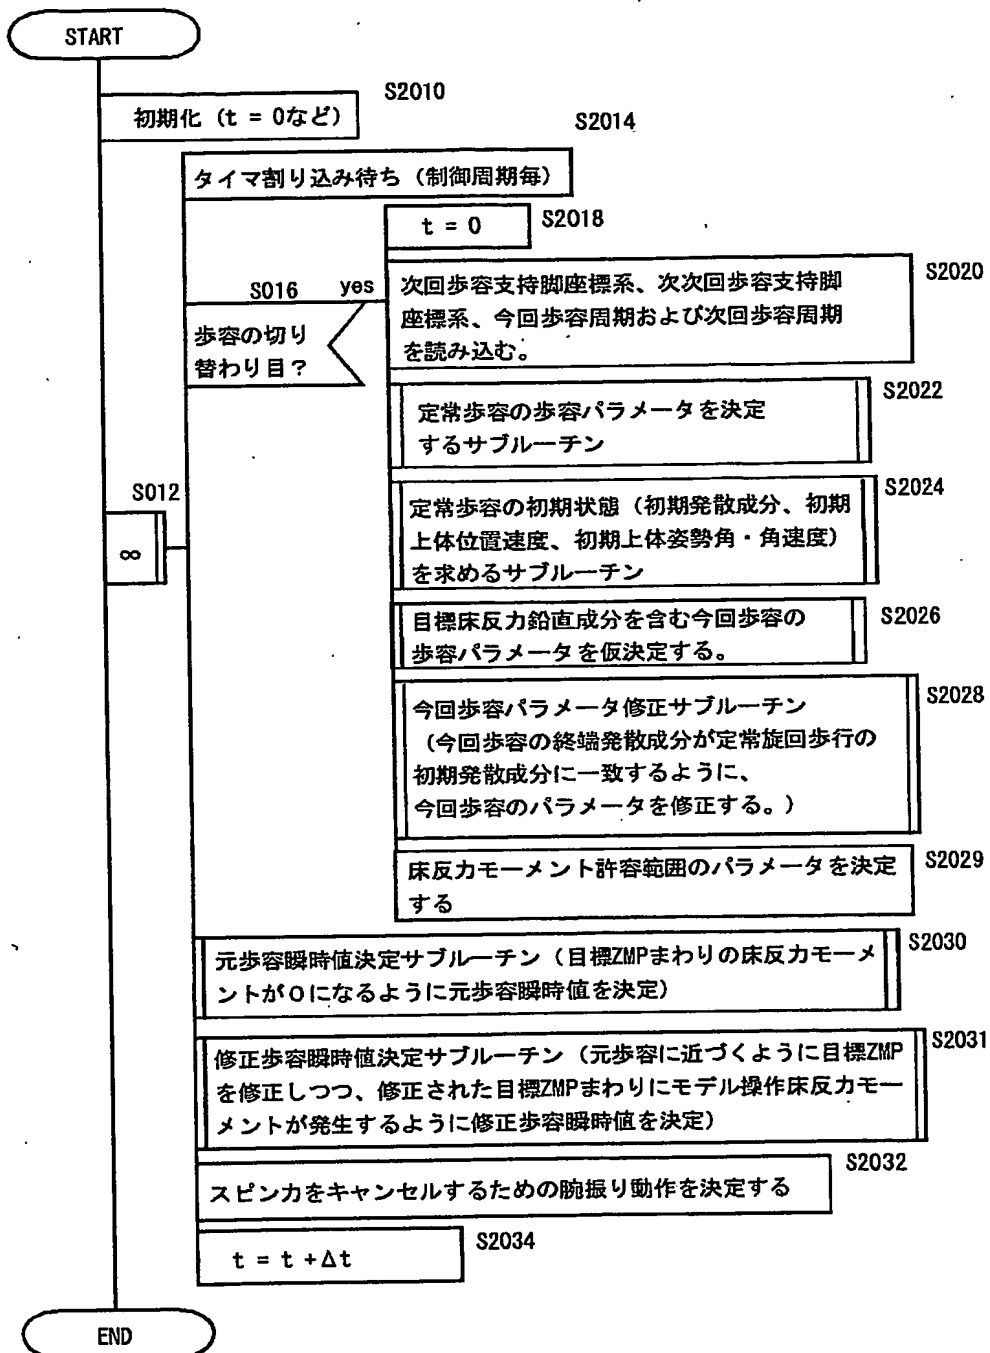 START
S2010
初期化（t = 0など）
S2014
タイマ割り込み待ち（制御周期毎）
t = 0
S2018
S016
yes
歩容の切り
替わり目？
S2020
次回歩容支持脚座標系、次次回歩容支持脚
座標系、今回歩容周期および次回歩容周期
を読み込む。
S2022
定常歩容の歩容パラメータを決定
するサブルーチン
S012
∞
S2024
定常歩容の初期状態（初期発散成分、初期
上体位置速度、初期上体姿勢角・角速度）
を求めるサブルーチン
S2026
目標床反力鉛直成分を含む今回歩容の
歩容パラメータを仮決定する。
S2028
今回歩容パラメータ修正サブルーチン
（今回歩容の終端発散成分が定常旋回歩行の
初期発散成分に一致するように、
今回歩容のパラメータを修正する。）
S2029
床反力モーメント許容範囲のパラメータを決定
する
S2030
元歩容瞬時値決定サブルーチン（目標ZMPまわりの床反力モーメ
ントが０になるように元歩容瞬時値を決定）
S2031
修正歩容瞬時値決定サブルーチン（元歩容に近づくように目標ZMP
を修正しつつ、修正された目標ZMPまわりにモデル操作床反力モー
メントが発生するように修正歩容瞬時値を決定）
S2032
スピン力をキャンセルするための腕振り動作を決定する
S2034
t = t +Δt
END